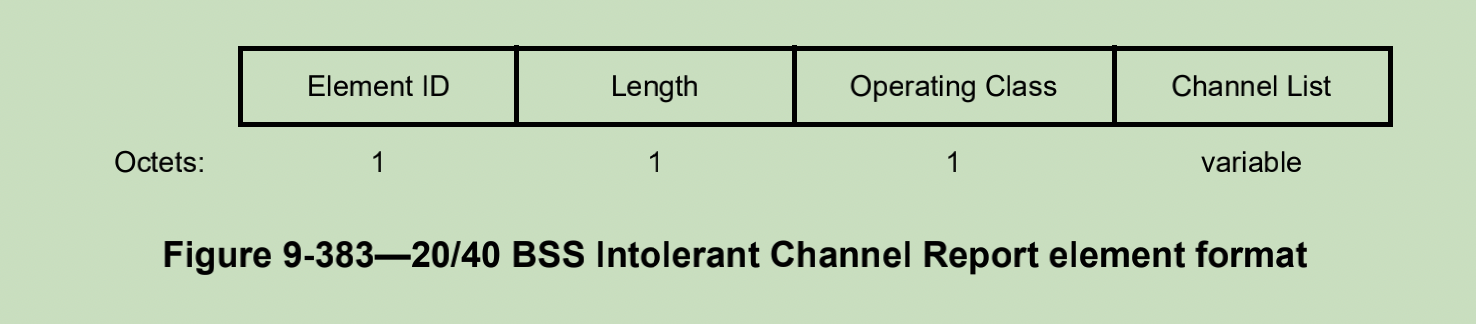 Element ID Length Operating Class Channel List
Octets: 1 1 1 variable
Figure 9-383—20/40 BSS Intolerant Channel Report element format